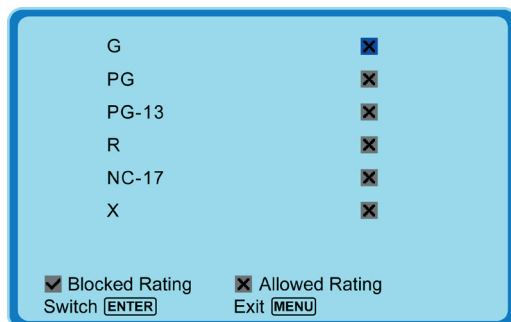 G
PG
PG-13
R
NC-17
X
Blocked Rating Allowed Rating
Switch ENTER Exit MENU